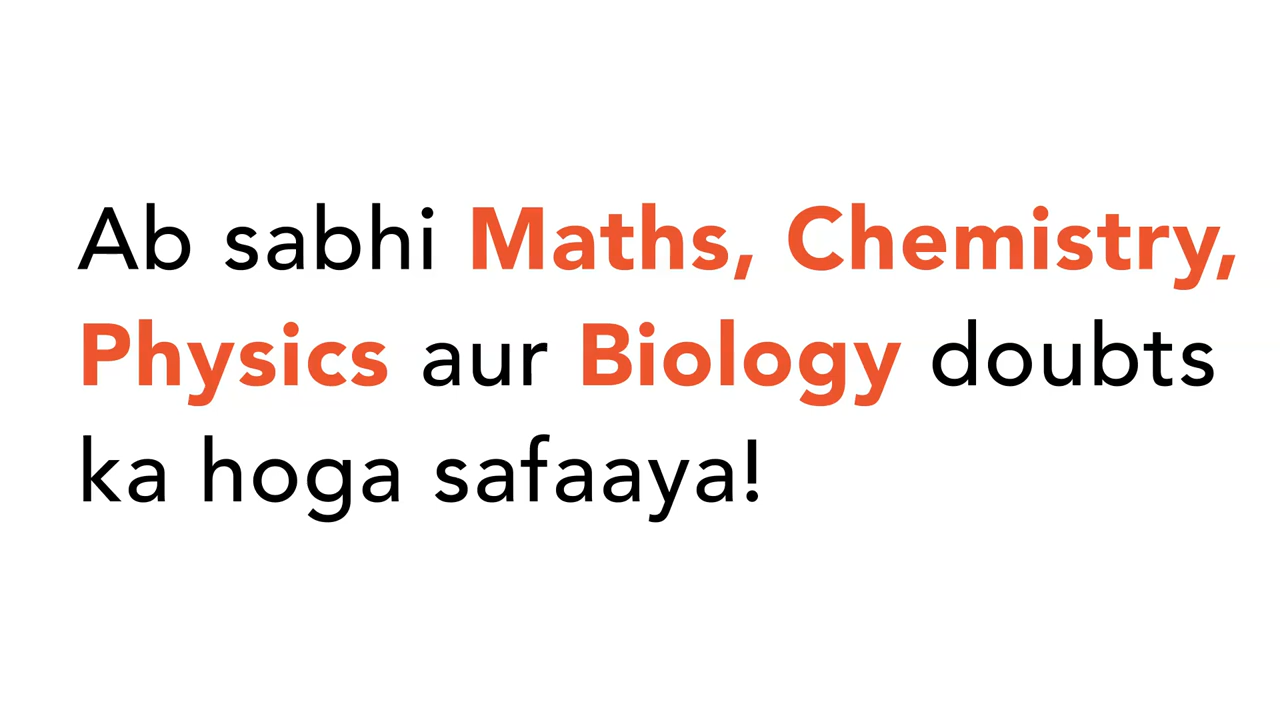 Ab sabhi Maths, Chemistry,
Physics aur Biology doubts
ka hoga safaaya!